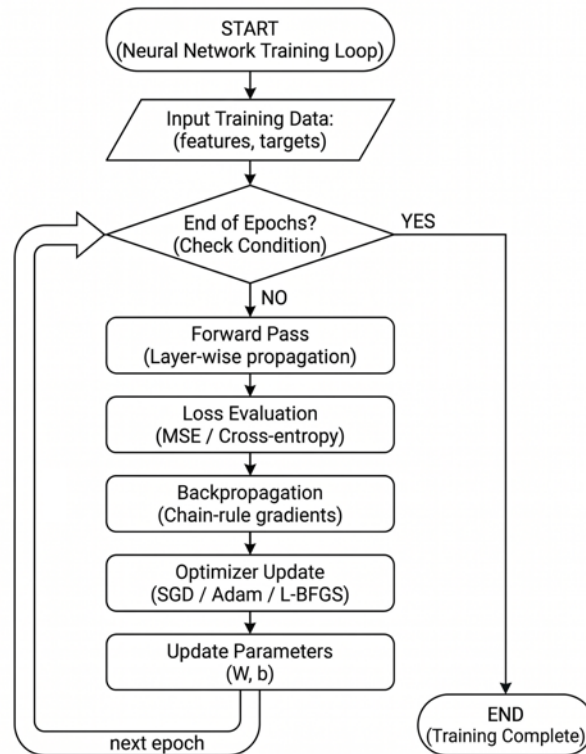 START
(Neural Network Training Loop)
Input Training Data:
(features, targets)
End of Epochs?
(Check Condition)
YES
NO
Forward Pass
(Layer-wise propagation)
Loss Evaluation
(MSE / Cross-entropy)
Backpropagation
(Chain-rule gradients)
Optimizer Update
(SGD / Adam / L-BFGS)
Update Parameters
(W, b)
next epoch
END
(Training Complete)